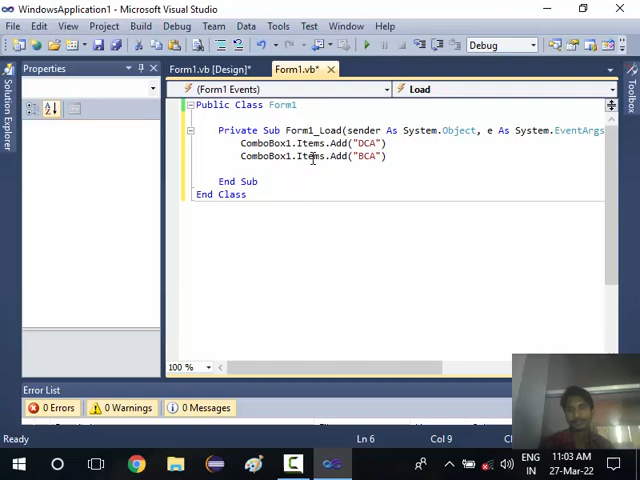 WindowsApplication1 - Microsoft Visual Studio
File Edit View Project Build Debug Team Data Tools Test Window Help
Debug
Solution Explorer
Properties
Form1.vb [Design]*
Form1.vb*
Toolbox
(Form1 Events)
Load
Public Class Form1
Private Sub Form1_Load(sender As System.Object, e As System.EventArgs
ComboBox1.Items.Add("DCA")
ComboBox1.Items.Add("BCA")
End Sub
End Class
100 %
Error List
0 Errors
0 Warnings
0 Messages
Ready
Ln 6
Col 9
ENG
11:03 AM
IN
27-Mar-22